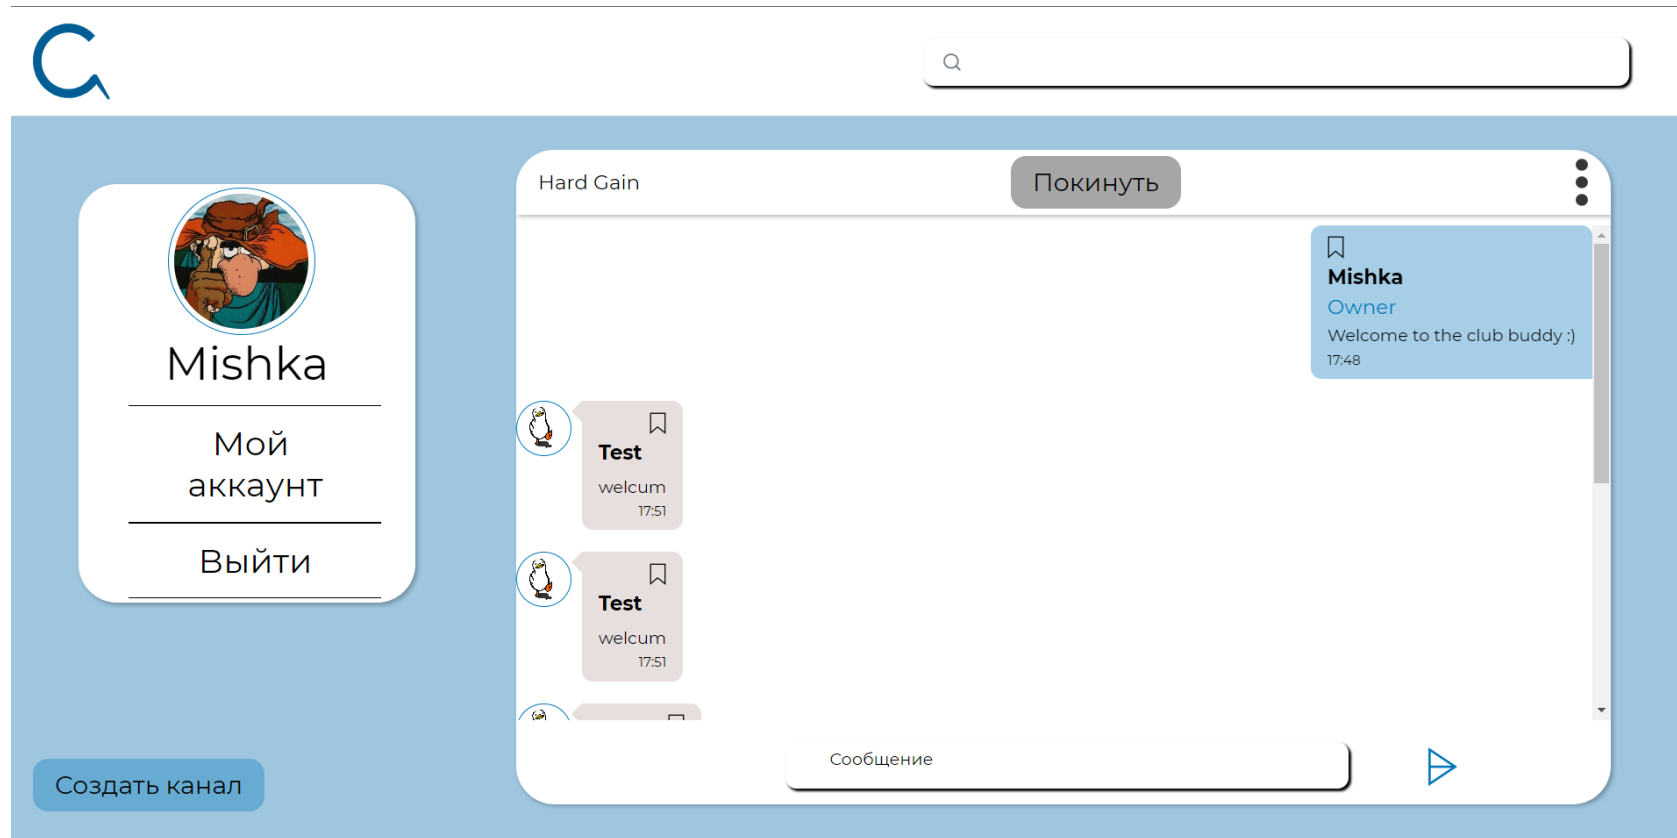 Mishka
Мой
аккаунт
Выйти
Создать канал
Hard Gain
Покинуть
Mishka
Owner
Welcome to the club buddy :)
17:48
Test
welcum
17:51
Test
welcum
17:51
Сообщение